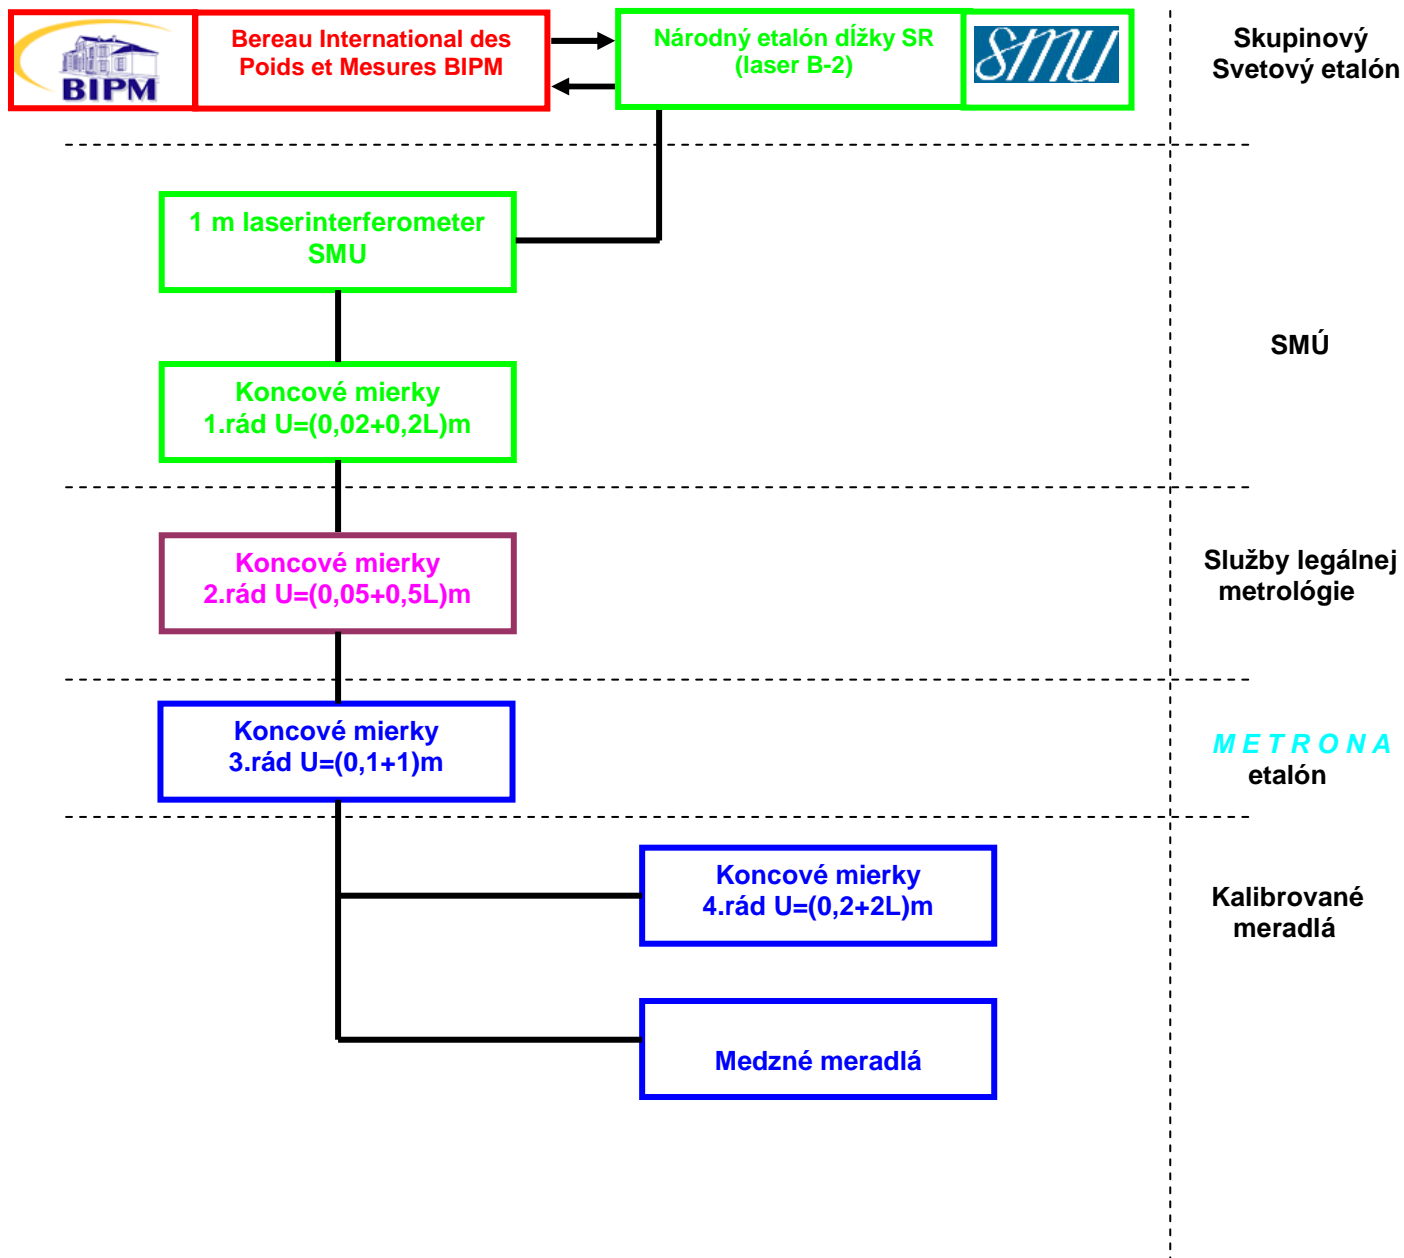 BIPM
Bereau International des
Poids et Mesures BIPM
Národný etalón dĺžky SR
(laser B-2)
SMU
Skupinový
Svetový etalón
1 m laserinterferometer
SMU
Koncové mierky
1.rád U=(0,02+0,2L)m
SMÚ
Koncové mierky
2.rád U=(0,05+0,5L)m
Služby legálnej
metrológie
Koncové mierky
3.rád U=(0,1+1)m
M E T R O N A
etalón
Koncové mierky
4.rád U=(0,2+2L)m
Kalibrované
meradlá
Medzné meradlá